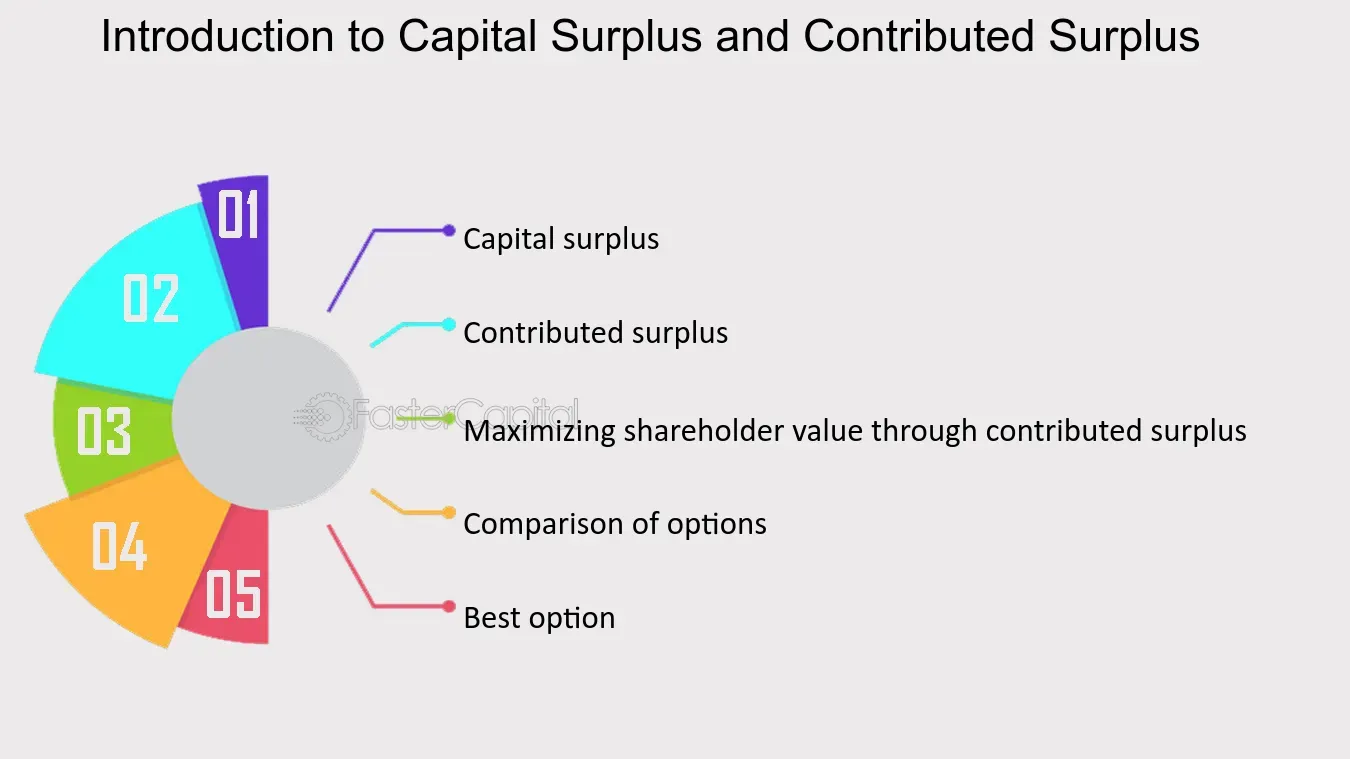 Introduction to Capital Surplus and Contributed Surplus
01
Capital surplus
02
Contributed surplus
03
FasterCapital
Maximizing shareholder value through contributed surplus
04
Comparison of options
05
Best option